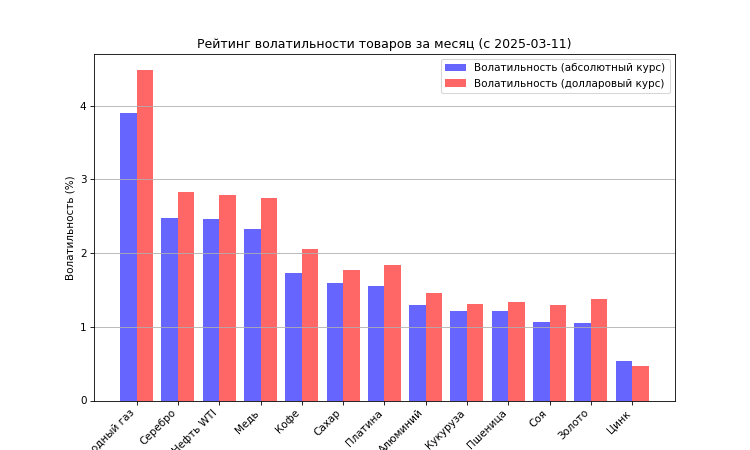 Рейтинг волатильности товаров за месяц (с 2025-03-11)
Волатильность (абсолютный курс)
Волатильность (долларовый курс)
Волатильность (%)
4
3
2
1
0
газ
Серебро
Нефть WTI
Медь
Кофе
Сахар
Платина
Алюминий
Кукуруза
Пшеница
Соя
Золото
Цинк